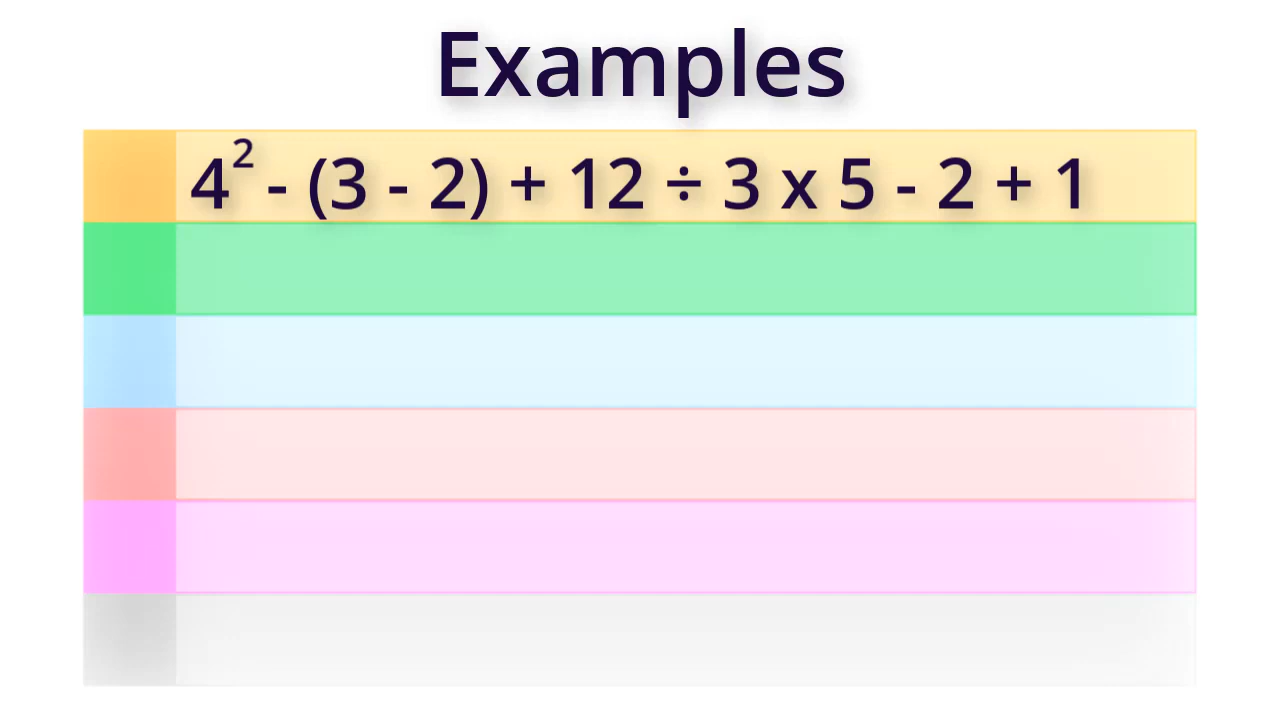 Examples
4² - (3 - 2) + 12 ÷ 3 x 5 - 2 + 1